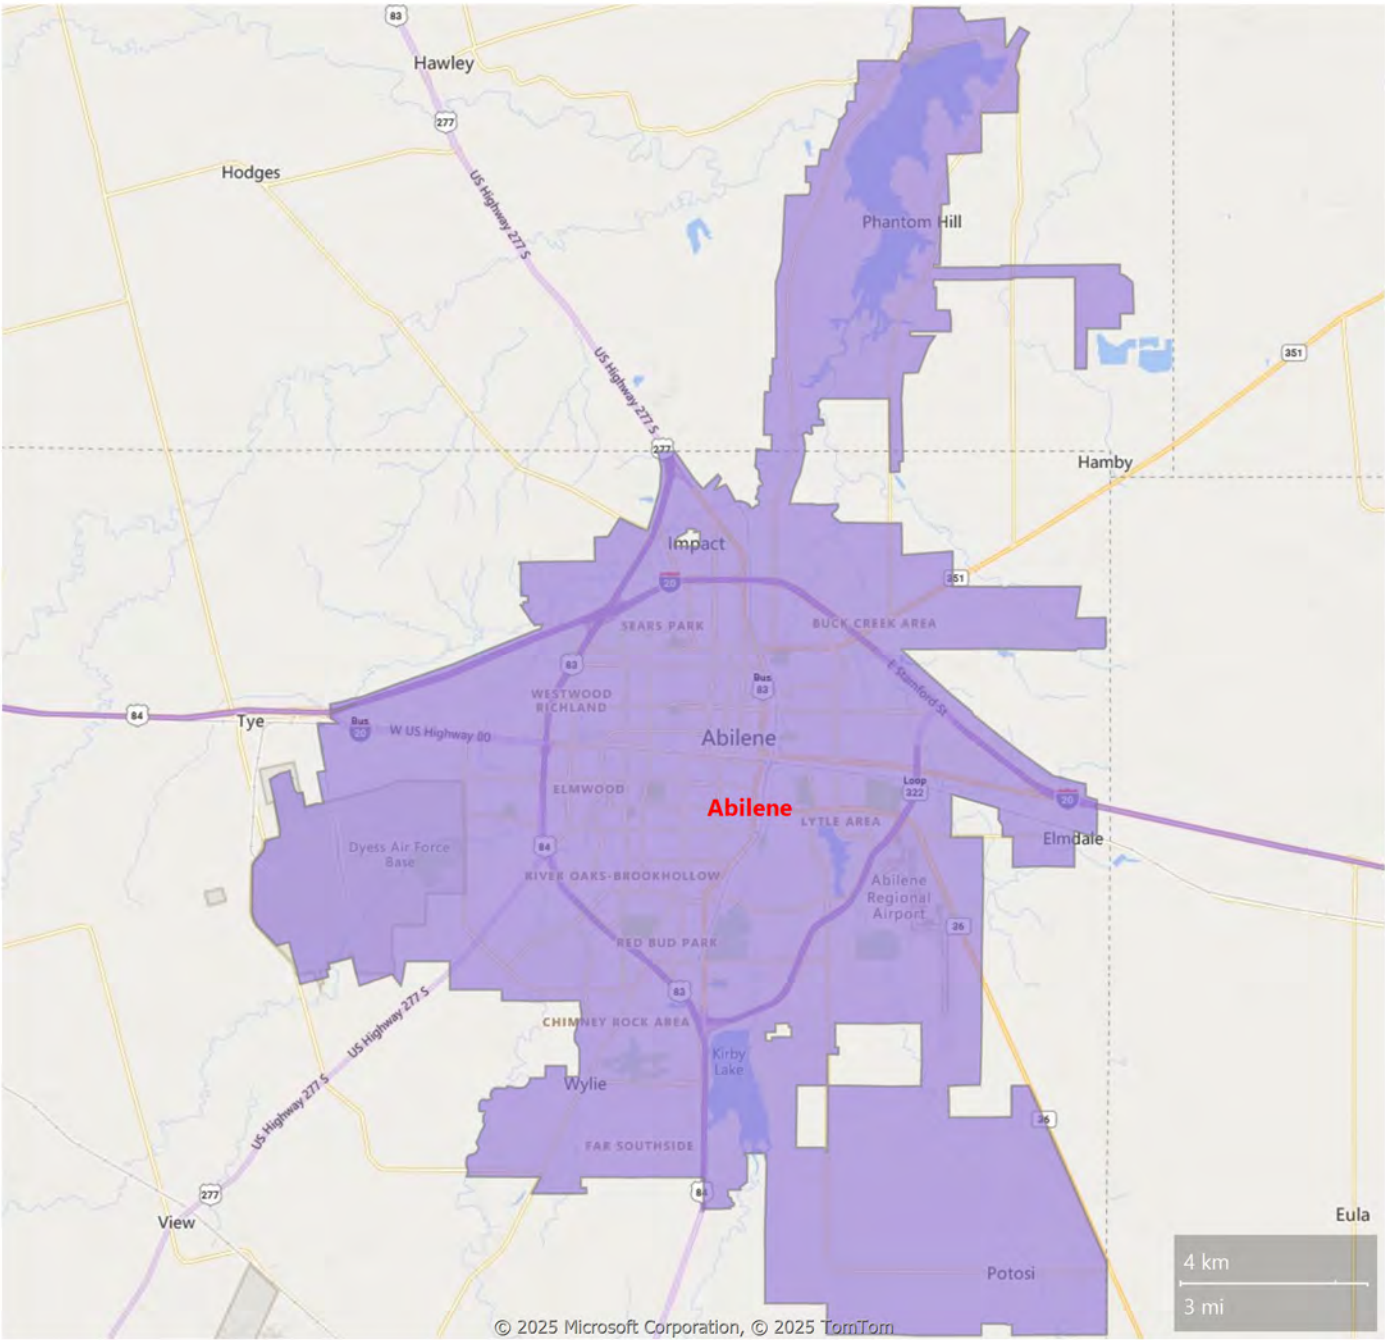 83
Hawley
277
Hodges
US Highway 277 S
Phantom Hill
US Highway 277 S
351
277
Hamby
Impact
20
351
SEARS PARK
BUCK CREEK AREA
83
E Stamford St
Bus
83
WESTWOOD
RICHLAND
84
Tye
Bus
20
W US Highway 80
Abilene
ELMWOOD
Loop
322
20
Abilene
LYTLE AREA
Elmdale
84
Dyess Air Force
Base
RIVER OAKS-BROOKHOLLOW
Abilene
Regional
Airport
36
RED BUD PARK
83
US Highway 277 S
CHIMNEY ROCK AREA
Kirby
Lake
Wylie
US Highway 277 S
36
FAR SOUTHSIDE
277
84
View
Eula
4 km
Potosi
3 mi
© 2025 Microsoft Corporation, © 2025 TomTom